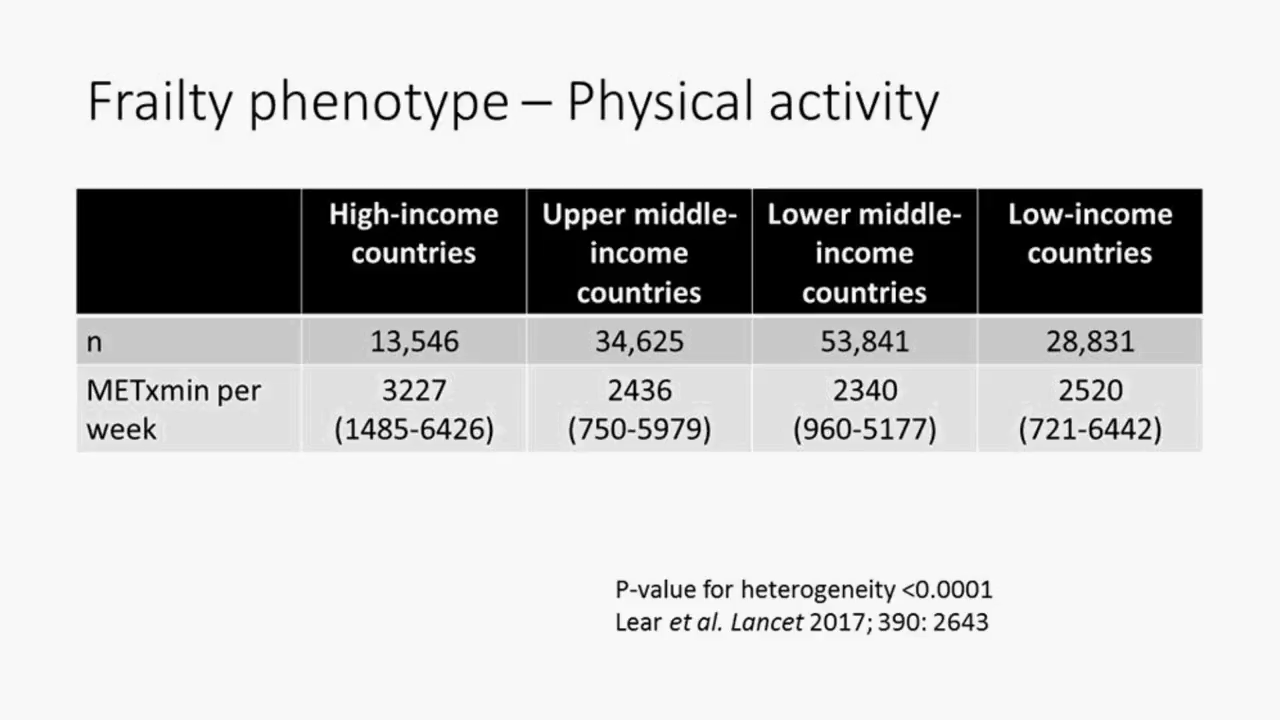 Frailty phenotype – Physical activity
High-income countries
Upper middle-income countries
Lower middle-income countries
Low-income countries
n 13,546 34,625 53,841 28,831
METxmin per week 3227 (1485-6426) 2436 (750-5979) 2340 (960-5177) 2520 (721-6442)
P-value for heterogeneity <0.0001
Lear et al. Lancet 2017; 390: 2643